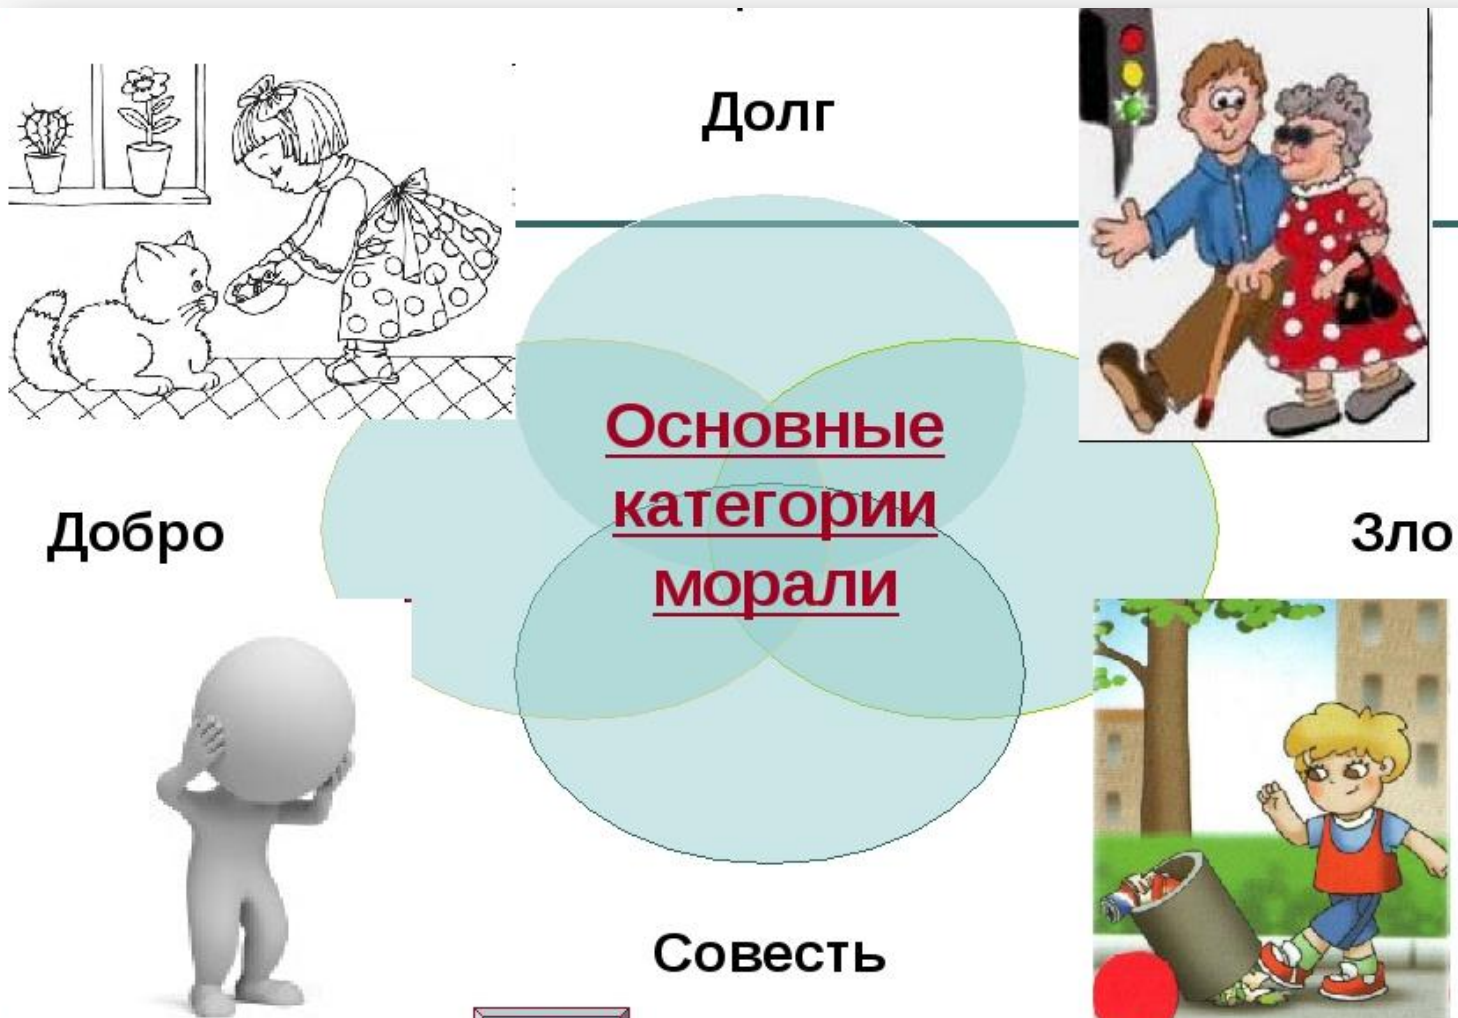 Долг
Основные
категории
морали
Добро
Зло
Совесть